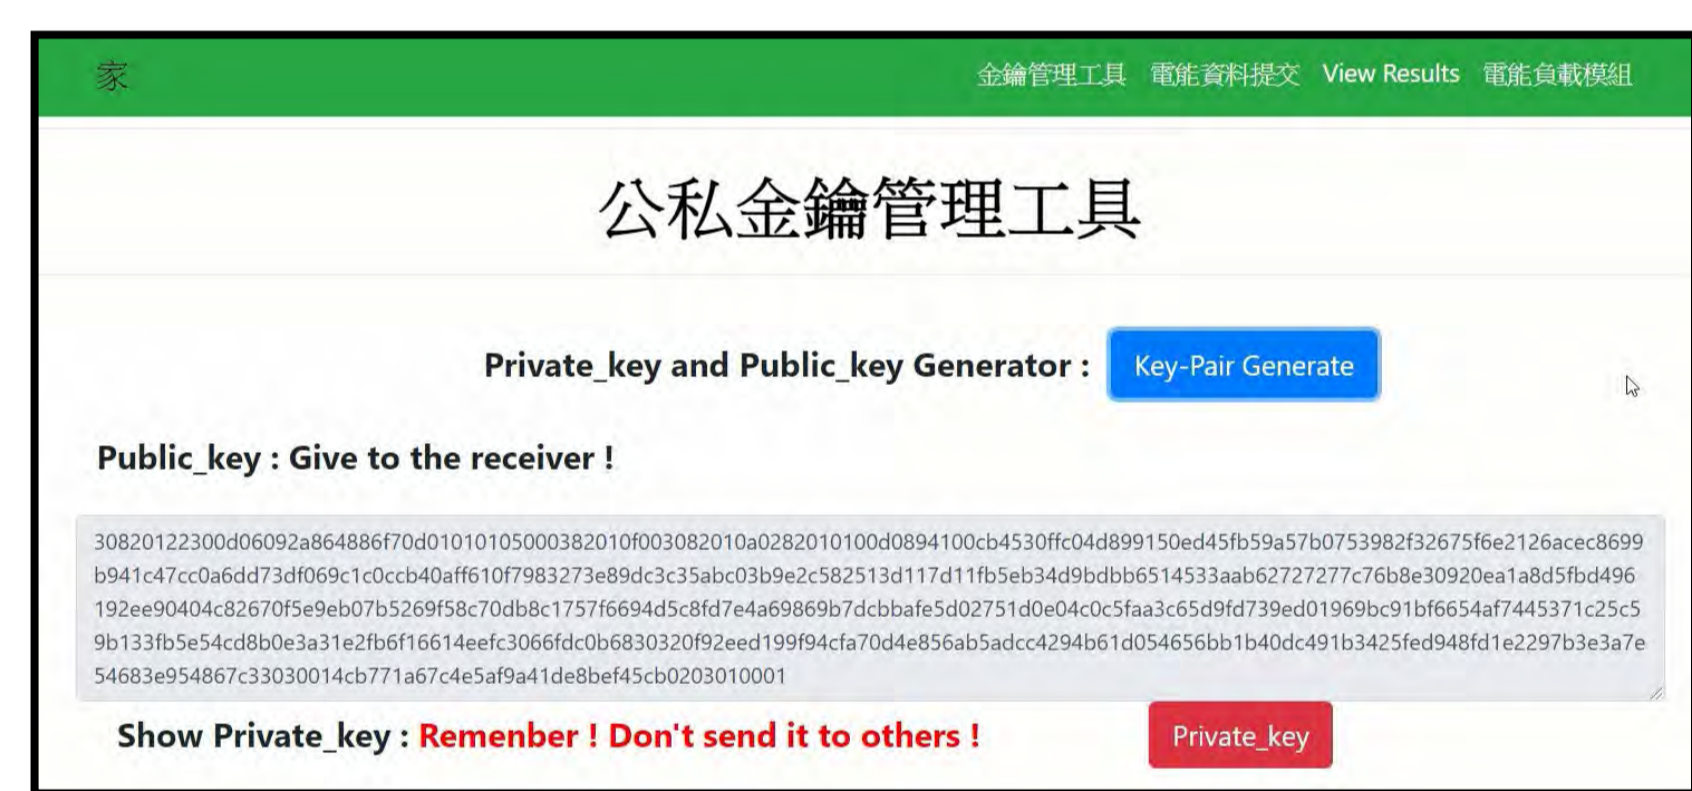 家
金鑰管理工具 電能資料提交 View Results 電能負載模組
公私金鑰管理工具
Private_key and Public_key Generator : Key-Pair Generate
Public_key : Give to the receiver !
30820122300d06092a864886f70d01010105000382010f003082010a0282010100d0894100cb4530ffc04d899150ed45fb59a57b0753982f32675f6e2126acec8699
b941c47cc0a6dd73df069c1c0ccb40aff610f7983273e89dc3c35abc03b9e2c582513d117d11fb5eb34d9bdbb6514533aab62727277c76b8e30920ea1a8d5fbd496
192ee90404c82670f5e9eb07b5269f58c70db8c1757f6694d5c8fd7e4a69869b7dcbbafe5d02751d0e04c0c5faa3c65d9fd739ed01969bc91bf6654af7445371c25c5
9b133fb5e54cd8b0e3a31e2fb6f16614eefc3066fdc0b6830320f92eed199f94cfa70d4e856ab5adcc4294b61d054656bb1b40dc491b3425fed948fd1e2297b3e3a7e
54683e954867c33030014cb771a67c4e5af9a41de8bef45cb0203010001
Show Private_key : Remenber ! Don't send it to others ! Private_key